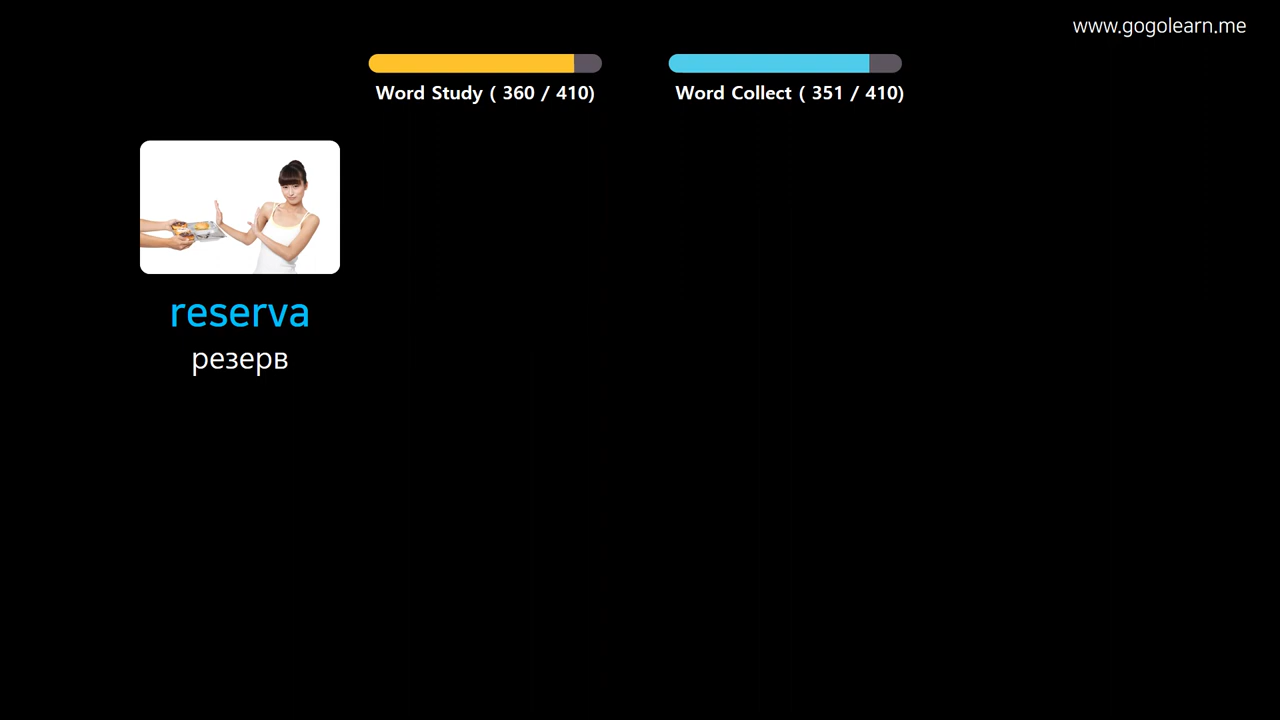 www.gogolearn.me
Word Study ( 360 / 410)
Word Collect ( 351 / 410)
reserva
резерв